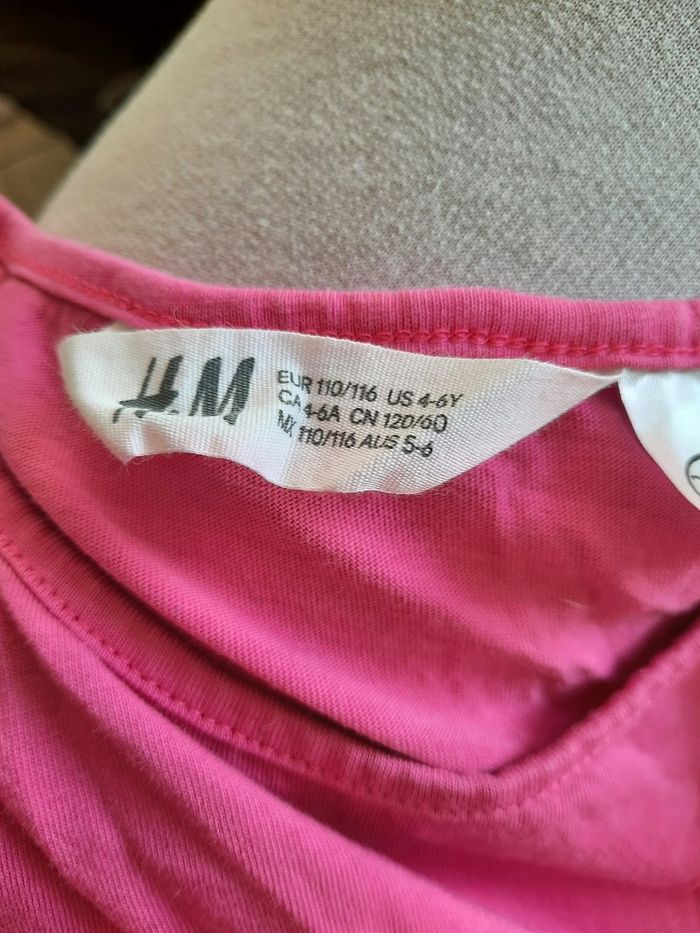 H&M
EUR 110/116 US 4-6Y
CA 4-6A CN 120/60
MX 110/116 AUS 5-6